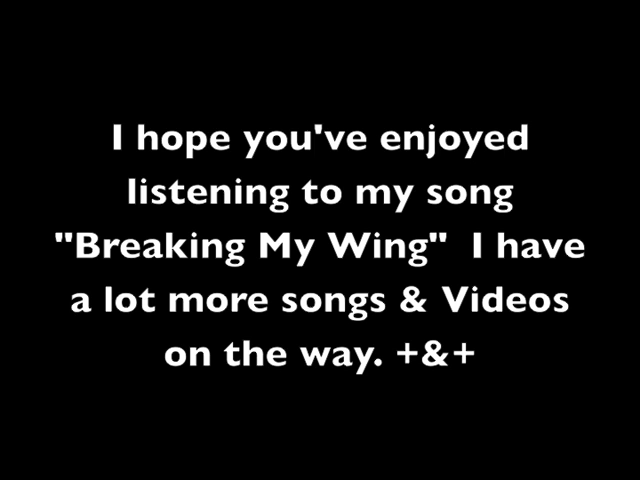 I hope you've enjoyed
listening to my song
"Breaking My Wing"  I have
a lot more songs & Videos
on the way. +&+